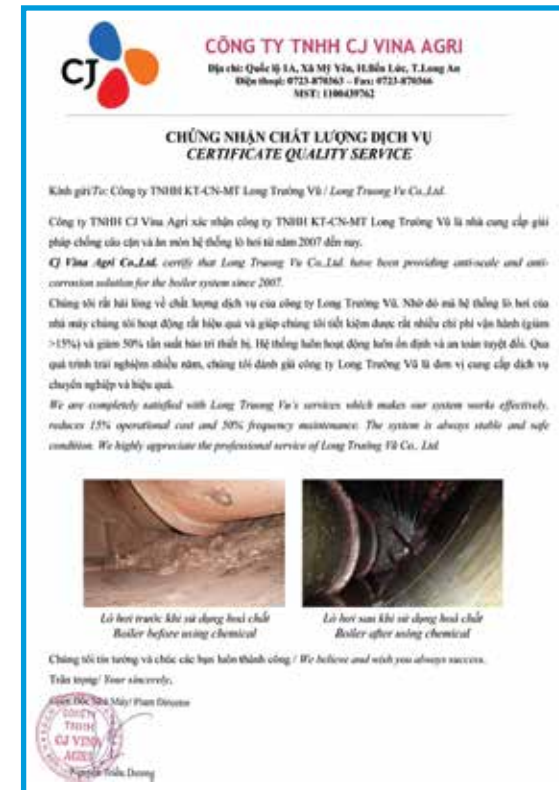 CJ
CÔNG TY TNHH CJ VINA AGRI
Địa chỉ: Quốc lộ 1A, Xã Mỹ Yên, H.Bến Lức, T.Long An
Điện thoại: 0723-870363 – Fax: 0723-870366
MST: 1100439762
CHỨNG NHẬN CHẤT LƯỢNG DỊCH VỤ
CERTIFICATE QUALITY SERVICE
Kính gửi/To: Công ty TNHH KT-CN-MT Long Trường Vũ / Long Truong Vu Co.,Ltd.
Công ty TNHH CJ Vina Agri xác nhận công ty TNHH KT-CN-MT Long Trường Vũ là nhà cung cấp giải
pháp chống cáu cặn và ăn mòn hệ thống lò hơi từ năm 2007 đến nay.
Cj Vina Agri Co.,Ltd. certify that Long Truong Vu Co.,Ltd. have been providing anti-scale and anti-
corrosion solution for the boiler system since 2007.
Chúng tôi rất hài lòng về chất lượng dịch vụ của công ty Long Trường Vũ. Nhờ đó mà hệ thống lò hơi của
nhà máy chúng tôi hoạt động rất hiệu quả và giúp chúng tôi tiết kiệm được rất nhiều chi phí vận hành (giảm
>15%) và giảm 50% tần suất bảo trì thiết bị. Hệ thống luôn hoạt động luôn ổn định và an toàn tuyệt đối. Qua
quá trình trải nghiệm nhiều năm, chúng tôi đánh giá công ty Long Trường Vũ là đơn vị cung cấp dịch vụ
chuyên nghiệp và hiệu quả.
We are completely satisfied with Long Truong Vu's services which makes our system works effectively,
reduces 15% operational cost and 50% frequency maintenance. The system is always stable and safe
condition. We highly appreciate the professional service of Long Trường Vũ Co., Ltd
Lò hơi trước khi sử dụng hoá chất
Boiler before using chemical
Lò hơi sau khi sử dụng hoá chất
Boiler after using chemical
Chúng tôi tin tưởng và chúc các bạn luôn thành công / We believe and wish you always success.
Trân trọng/ Your sincerely,
Giám Đốc Nhà Máy/ Plant Director
CÔNG TY
TNHH
CJ VINA
AGRI
Nguyễn Triều Dương